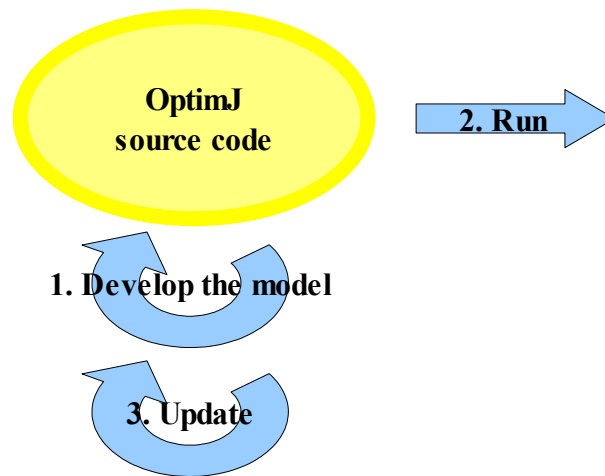 OptimJ
source code
2. Run
1. Develop the model
3. Update